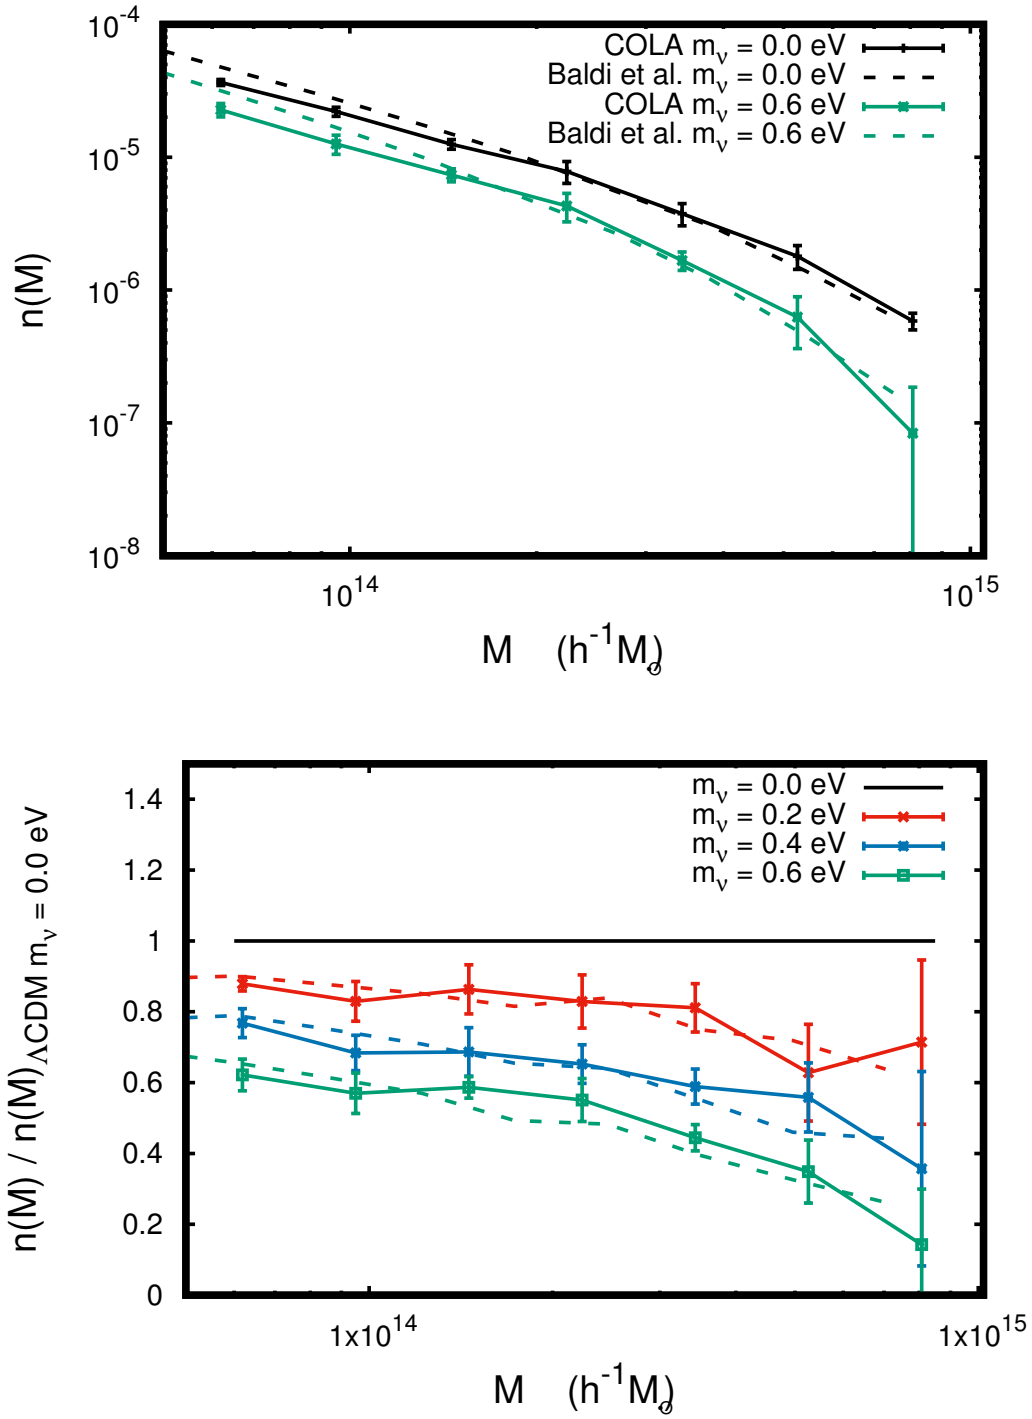 10^-4
COLA m_ν = 0.0 eV
Baldi et al. m_ν = 0.0 eV
COLA m_ν = 0.6 eV
Baldi et al. m_ν = 0.6 eV
10^-5
n(M)
10^-6
10^-7
10^-8
10^14
10^15
M (h^-1M_⊙)
m_ν = 0.0 eV
m_ν = 0.2 eV
m_ν = 0.4 eV
m_ν = 0.6 eV
1.4
1.2
1
0.8
0.6
0.4
0.2
0
n(M) / n(M)_ΛCDM m_ν = 0.0 eV
1x10^14
1x10^15
M (h^-1M_⊙)